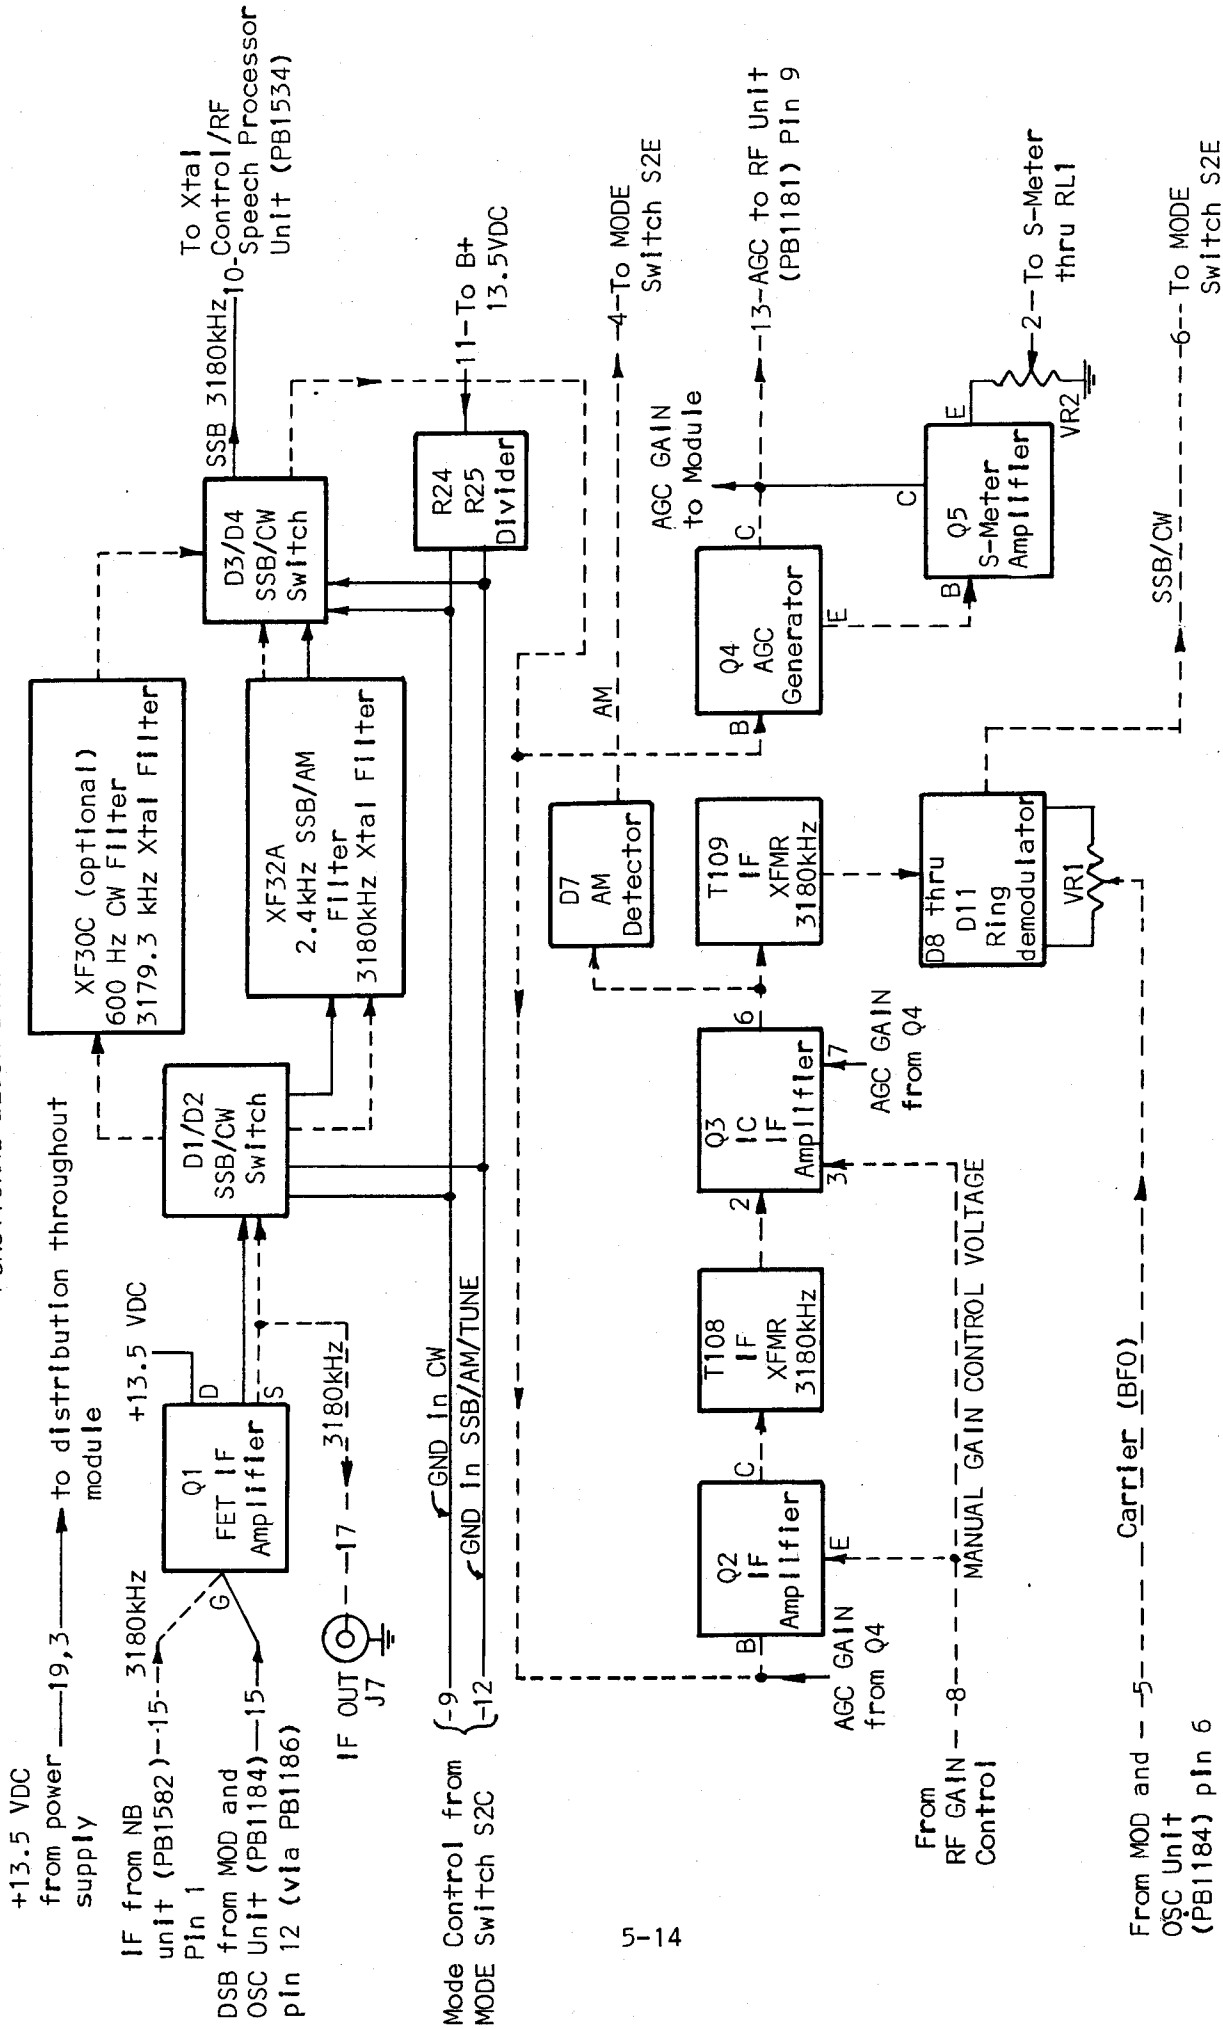 +13.5 VDC
from power
supply
19,3
to distribution throughout
module
IF from NB
unit (PB1582)
Pin 1
15
3180kHz
DSB from MOD and
OSC Unit (PB1184)
pin 12 (via PB1186)
15
G
Q1
FET IF
Amplifier
D
S
+13.5 VDC
IF OUT
J7
17
3180kHz
D1/D2
SSB/CW
Switch
XF30C (optional)
600 Hz CW Filter
3179.3 kHz Xtal Filter
XF32A
2.4kHz SSB/AM
Filter
3180kHz Xtal Filter
D3/D4
SSB/CW
Switch
SSB 3180kHz
10
To Xtal
Control/RF
Speech Processor
Unit (PB1534)
Mode Control from
MODE Switch S2C
-9
-12
GND in CW
GND in SSB/AM/TUNE
R24
R25
Divider
11-To B+
13.5VDC
AGC GAIN
from Q4
B
Q2
IF
Amplifier
C
E
T108
IF
XFMR
3180kHz
2
Q3
IC
IF
Amplifier
3
6
7
AGC GAIN
from Q4
D7
AM
Detector
AM
4-To MODE
Switch S2E
T109
IF
XFMR
3180kHz
B
Q4
AGC
Generator
C
E
AGC GAIN
to Module
13-AGC to RF Unit
(PB1181) Pin 9
B
Q5
S-Meter
Amplifier
C
E
VR2
2-To S-Meter
thru RL1
From
RF GAIN
Control
8
MANUAL GAIN CONTROL VOLTAGE
D8 thru
D11
Ring
demodulator
VR1
SSB/CW
6-To MODE
Switch S2E
From MOD and
OSC Unit
(PB1184) pin 6
5
Carrier (BFO)
5-14